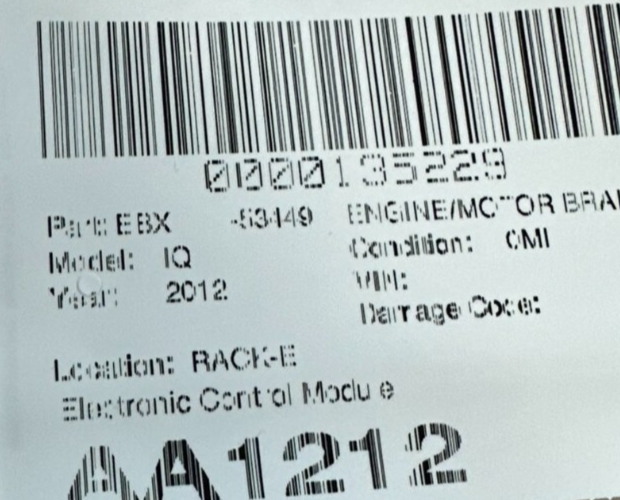 0000135229
Part: EBX -53449 ENGINE/MOTOR BRA
Model: IQ Condition: 0MI
Year: 2012 VIN:
Damage Code:
Location: RACK-E
Electronic Control Module
AA1212